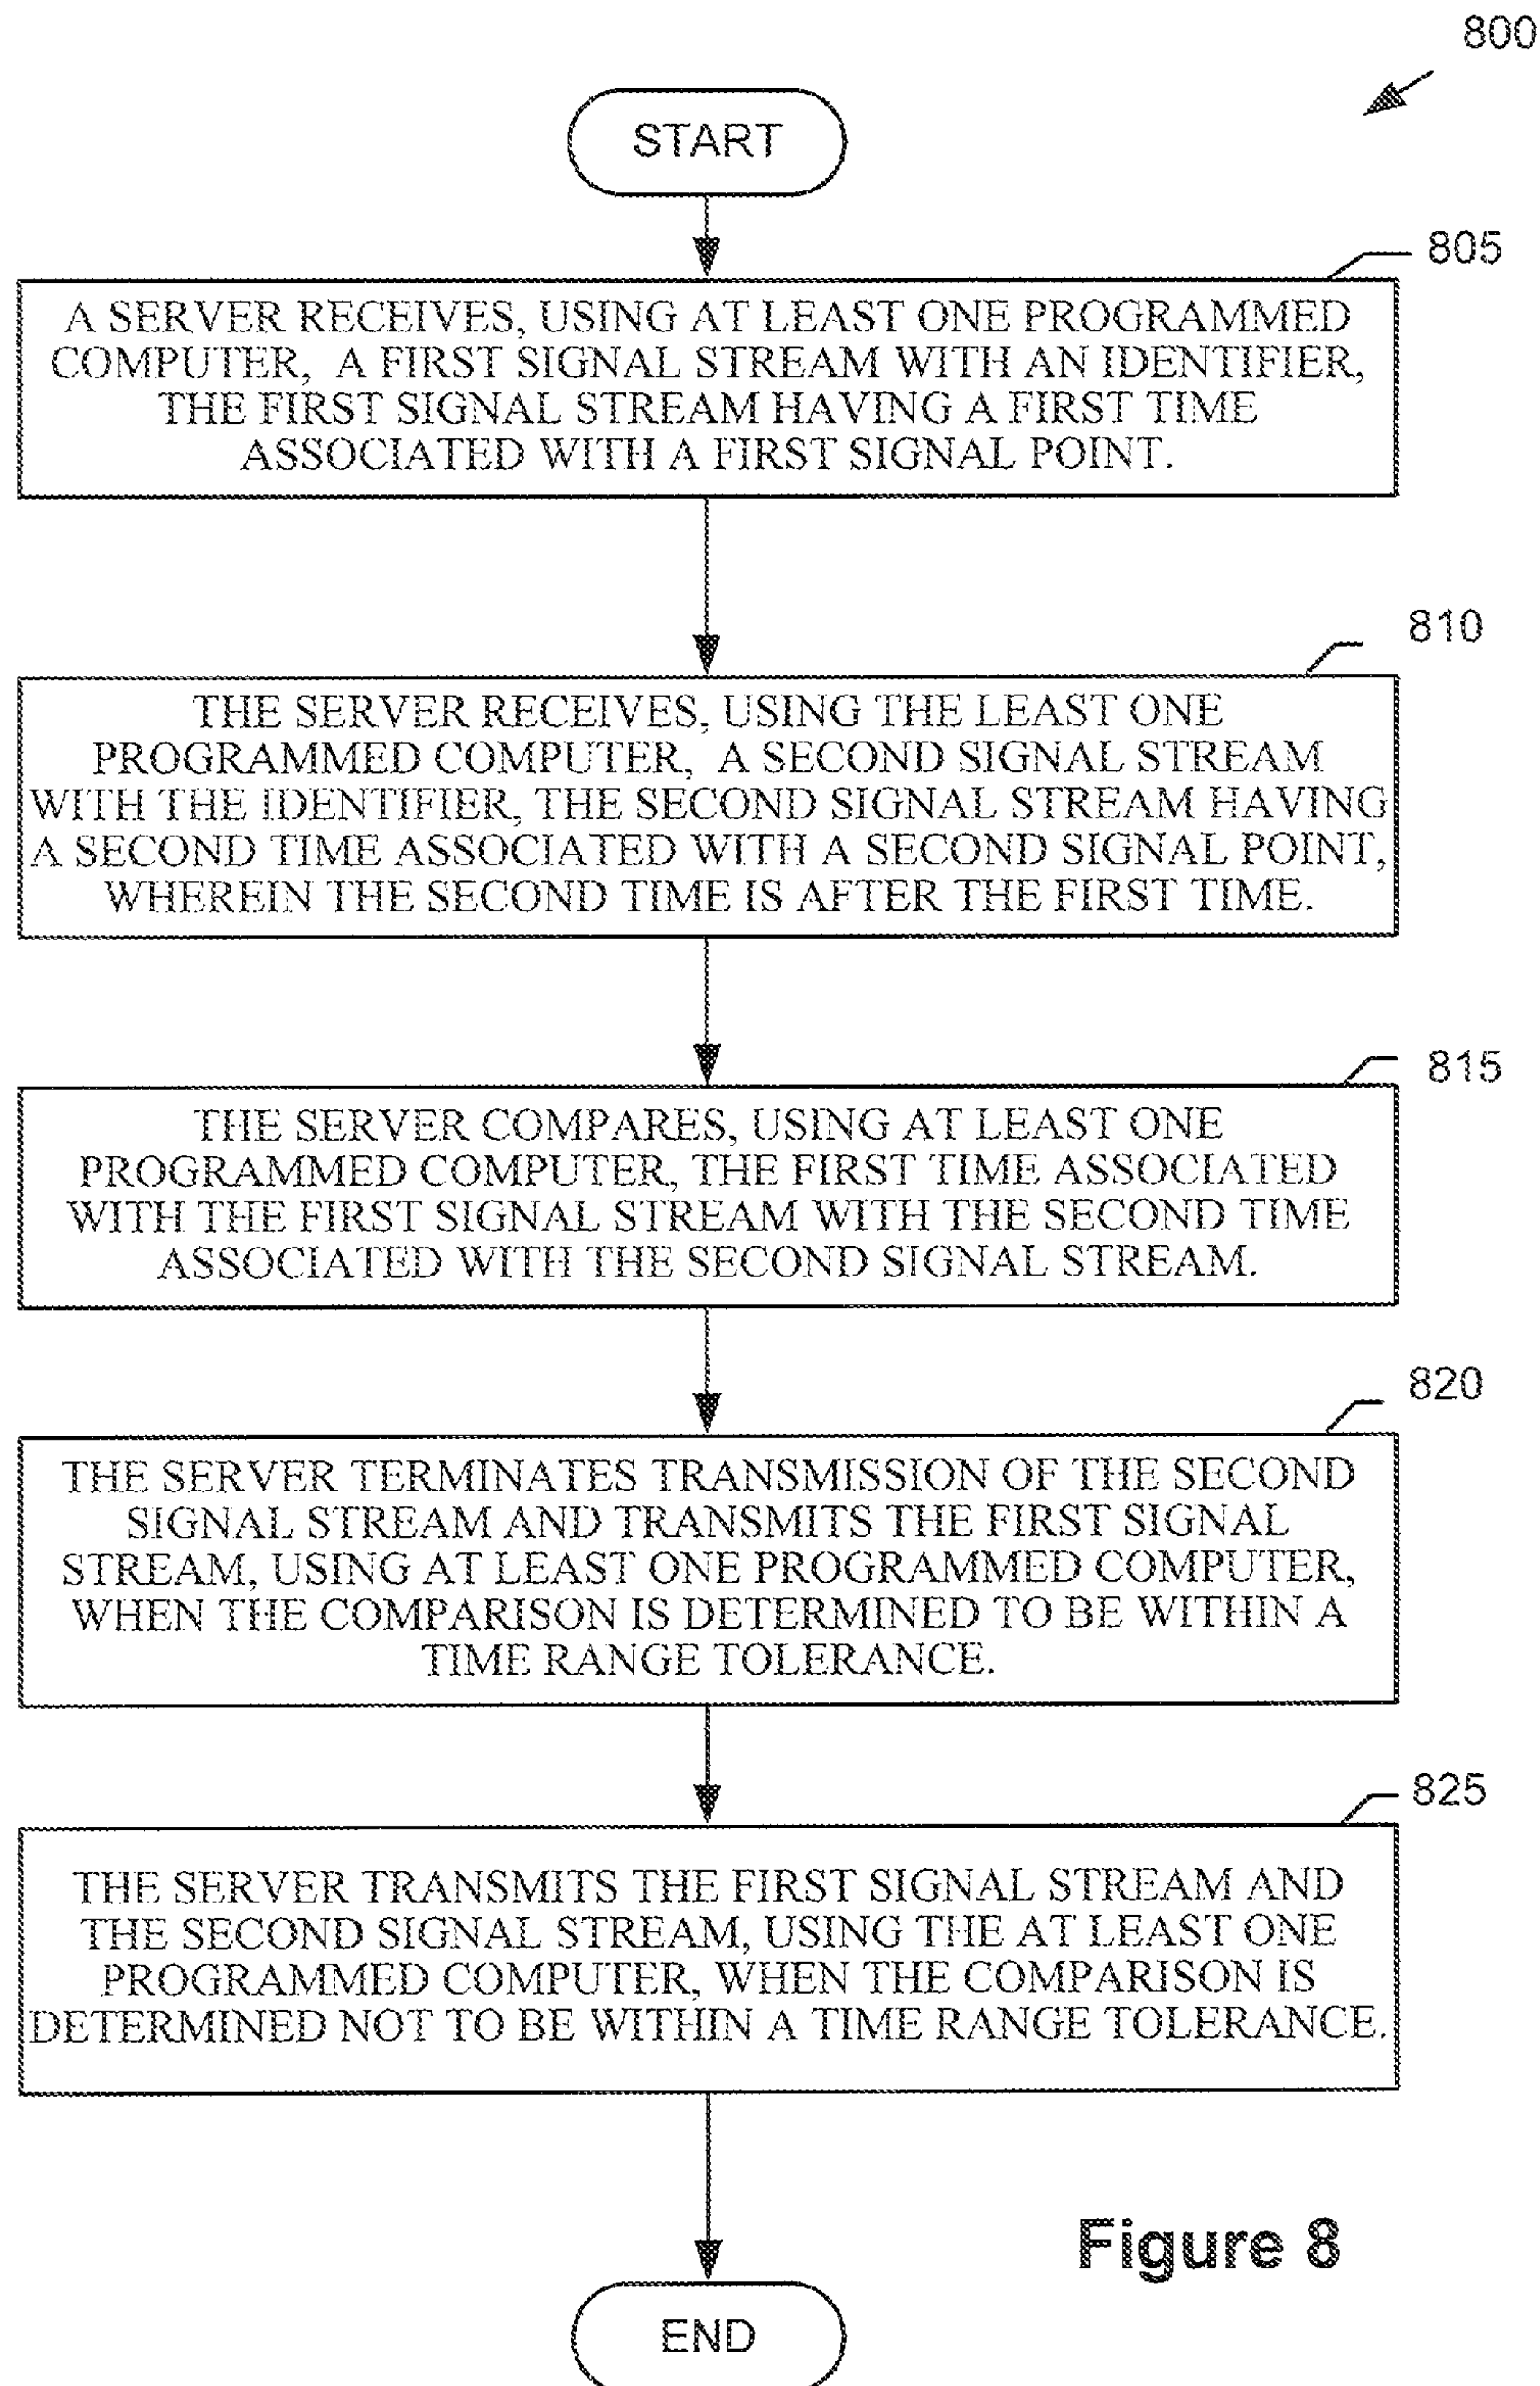 800
START
805
A SERVER RECEIVES, USING AT LEAST ONE PROGRAMMED
COMPUTER, A FIRST SIGNAL STREAM WITH AN IDENTIFIER,
THE FIRST SIGNAL STREAM HAVING A FIRST TIME
ASSOCIATED WITH A FIRST SIGNAL POINT.
810
THE SERVER RECEIVES, USING THE LEAST ONE
PROGRAMMED COMPUTER, A SECOND SIGNAL STREAM
WITH THE IDENTIFIER, THE SECOND SIGNAL STREAM HAVING
A SECOND TIME ASSOCIATED WITH A SECOND SIGNAL POINT,
WHEREIN THE SECOND TIME IS AFTER THE FIRST TIME.
815
THE SERVER COMPARES, USING AT LEAST ONE
PROGRAMMED COMPUTER, THE FIRST TIME ASSOCIATED
WITH THE FIRST SIGNAL STREAM WITH THE SECOND TIME
ASSOCIATED WITH THE SECOND SIGNAL STREAM.
820
THE SERVER TERMINATES TRANSMISSION OF THE SECOND
SIGNAL STREAM AND TRANSMITS THE FIRST SIGNAL
STREAM, USING AT LEAST ONE PROGRAMMED COMPUTER,
WHEN THE COMPARISON IS DETERMINED TO BE WITHIN A
TIME RANGE TOLERANCE.
825
THE SERVER TRANSMITS THE FIRST SIGNAL STREAM AND
THE SECOND SIGNAL STREAM, USING THE AT LEAST ONE
PROGRAMMED COMPUTER, WHEN THE COMPARISON IS
DETERMINED NOT TO BE WITHIN A TIME RANGE TOLERANCE.
Figure 8
END